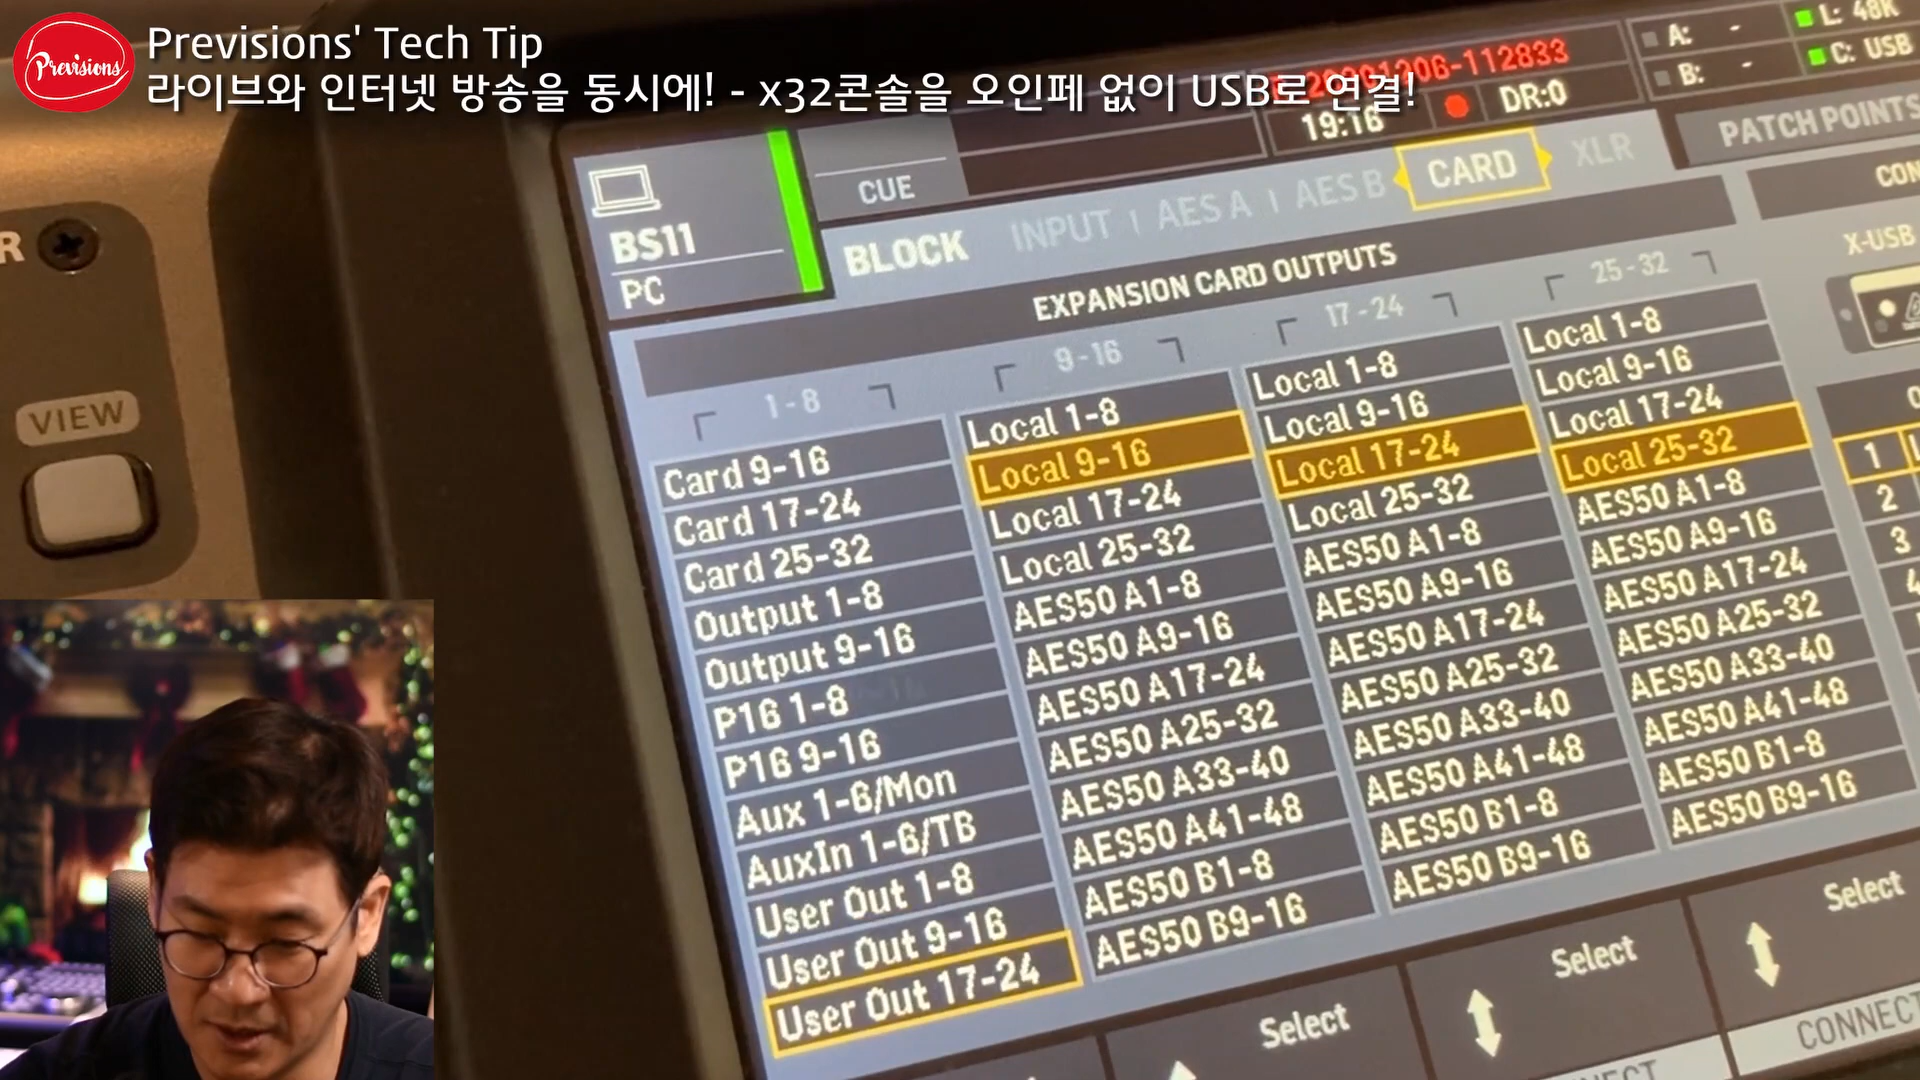 Previsions
Previsions' Tech Tip
라이브와 인터넷 방송을 동시에! - x32콘솔을 오인페 없이 USB로 연결!
-112833
19:16
DR:0
A: -
B: -
L: 48K
C: USB
BS11
PC
CUE
BLOCK
INPUT | AES A | AES B
CARD
XLR
PATCH POINTS
EXPANSION CARD OUTPUTS
X-USB
VIEW
1-8
Card 9-16
Card 17-24
Card 25-32
Output 1-8
Output 9-16
P16 1-8
P16 9-16
Aux 1-6/Mon
AuxIn 1-6/TB
User Out 1-8
User Out 9-16
User Out 17-24
9-16
Local 1-8
Local 9-16
Local 17-24
Local 25-32
AES50 A1-8
AES50 A9-16
AES50 A17-24
AES50 A25-32
AES50 A33-40
AES50 A41-48
AES50 B1-8
AES50 B9-16
17-24
Local 1-8
Local 9-16
Local 17-24
Local 25-32
AES50 A1-8
AES50 A9-16
AES50 A17-24
AES50 A25-32
AES50 A33-40
AES50 A41-48
AES50 B1-8
AES50 B9-16
25-32
Local 1-8
Local 9-16
Local 17-24
Local 25-32
AES50 A1-8
AES50 A9-16
AES50 A17-24
AES50 A25-32
AES50 A33-40
AES50 A41-48
AES50 B1-8
AES50 B9-16
1
2
3
4
Select
Select
Select